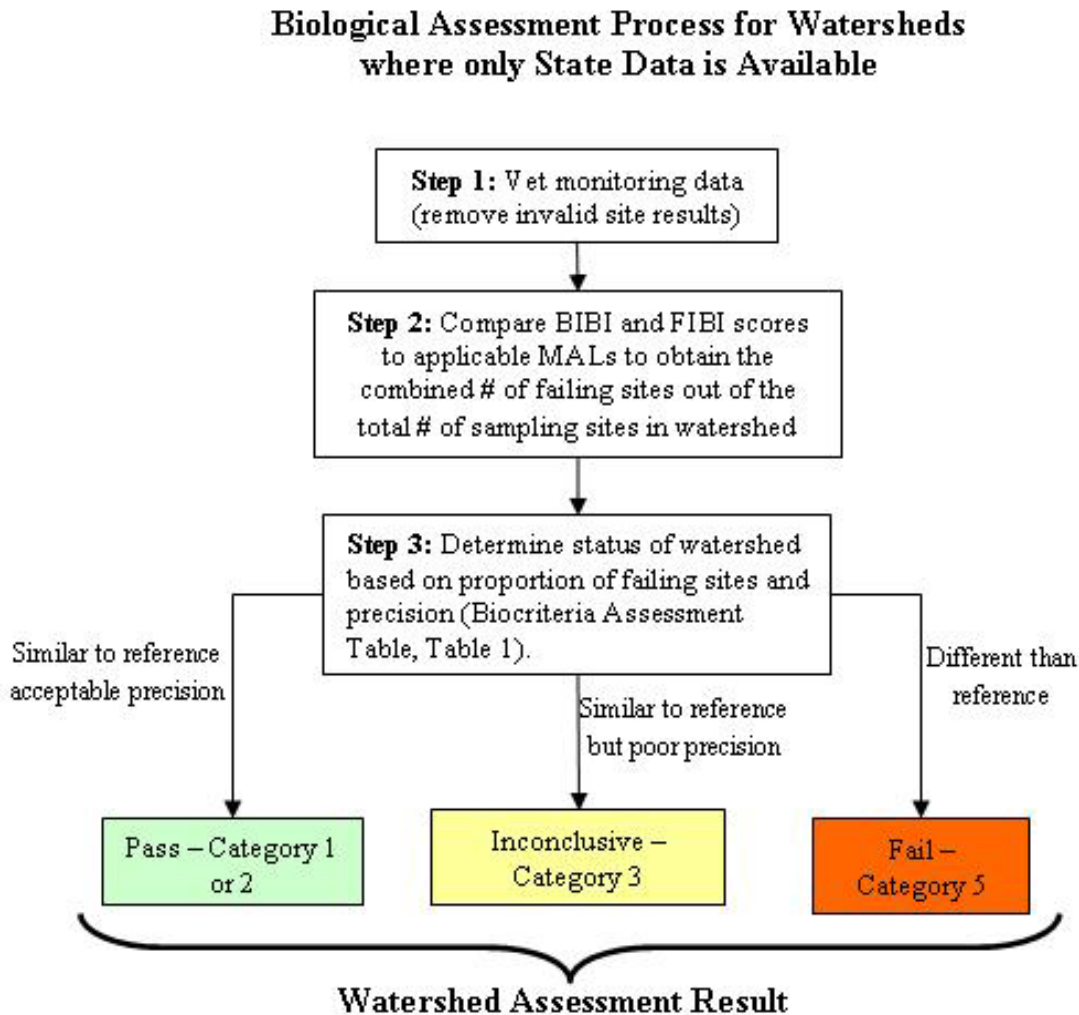 Biological Assessment Process for Watersheds
where only State Data is Available
Step 1: Vet monitoring data
(remove invalid site results)
Step 2: Compare BIBI and FIBI scores
to applicable MALs to obtain the
combined # of failing sites out of the
total # of sampling sites in watershed
Step 3: Determine status of watershed
based on proportion of failing sites and
precision (Biocriteria Assessment
Table, Table 1).
Similar to reference
acceptable precision
Similar to reference
but poor precision
Different than
reference
Pass – Category 1
or 2
Inconclusive –
Category 3
Fail –
Category 5
Watershed Assessment Result